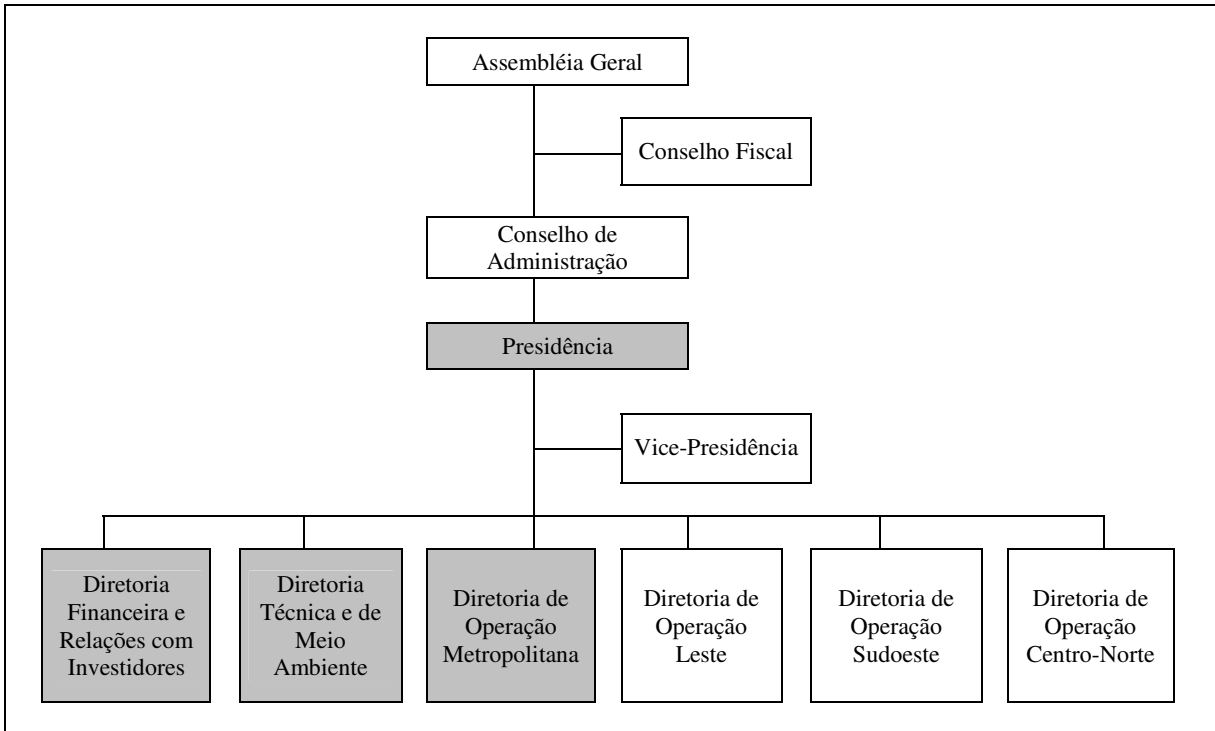 Assembléia Geral
Conselho Fiscal
Conselho de
Administração
Presidência
Vice-Presidência
Diretoria
Financeira e
Relações com
Investidores
Diretoria
Técnica e de
Meio
Ambiente
Diretoria de
Operação
Metropolitana
Diretoria de
Operação
Leste
Diretoria de
Operação
Sudoeste
Diretoria de
Operação
Centro-Norte